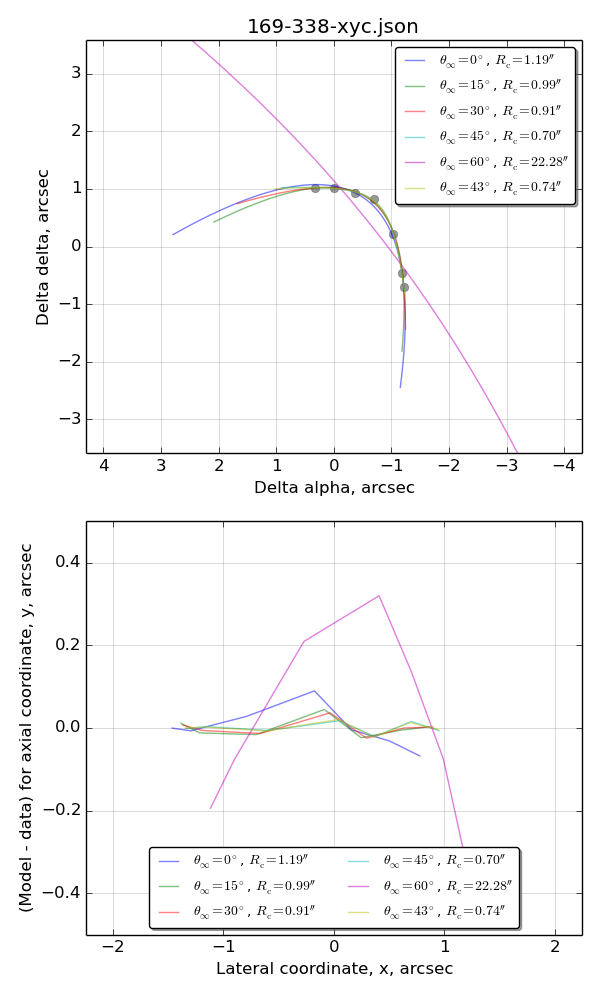 169-338-xyc.json
θ∞=0°, Rc=1.19″
θ∞=15°, Rc=0.99″
θ∞=30°, Rc=0.91″
θ∞=45°, Rc=0.70″
θ∞=60°, Rc=22.28″
θ∞=43°, Rc=0.74″
Delta delta, arcsec
3
2
1
0
−1
−2
−3
4 3 2 1 0 −1 −2 −3 −4
Delta alpha, arcsec
(Model - data) for axial coordinate, y, arcsec
0.4
0.2
0.0
−0.2
−0.4
θ∞=0°, Rc=1.19″ θ∞=45°, Rc=0.70″
θ∞=15°, Rc=0.99″ θ∞=60°, Rc=22.28″
θ∞=30°, Rc=0.91″ θ∞=43°, Rc=0.74″
−2 −1 0 1 2
Lateral coordinate, x, arcsec